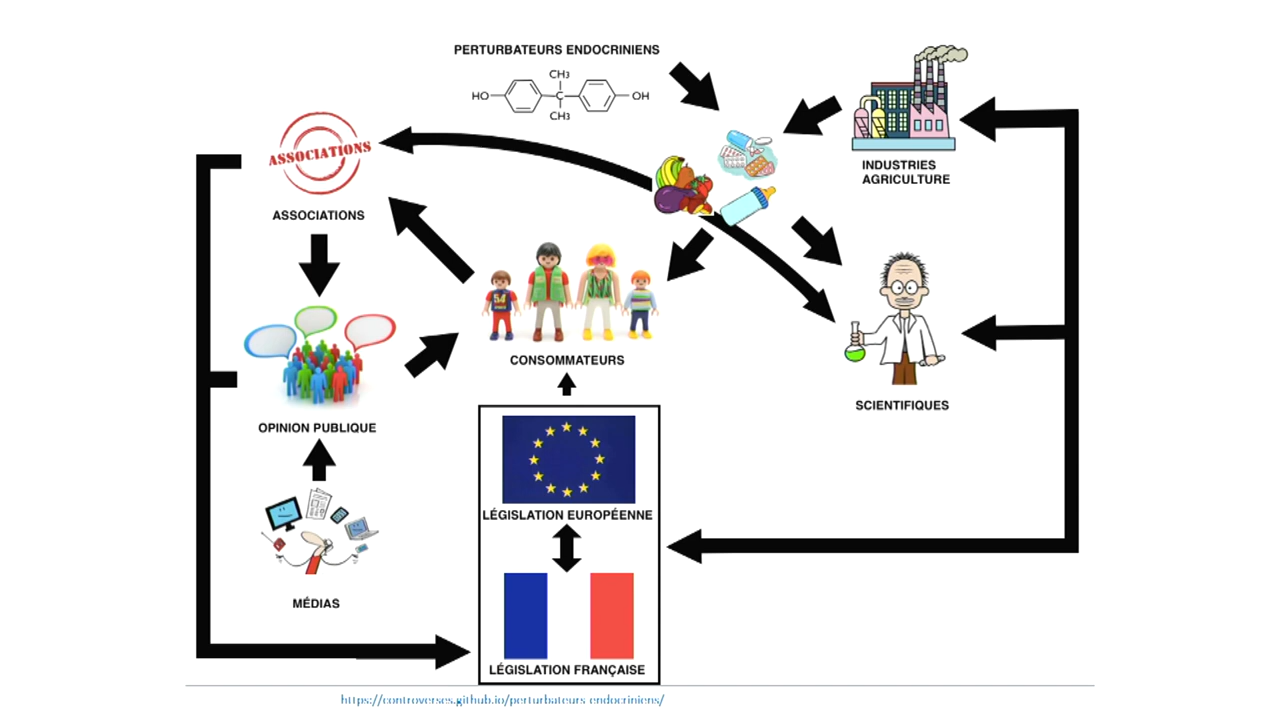 PERTURBATEURS ENDOCRINIENS
CH3
HO
C
OH
CH3
INDUSTRIES
AGRICULTURE
ASSOCIATIONS
ASSOCIATIONS
54
CONSOMMATEURS
SCIENTIFIQUES
OPINION PUBLIQUE
LÉGISLATION EUROPÉENNE
MÉDIAS
LÉGISLATION FRANÇAISE
https://controverses.github.io/perturbateurs-endocriniens/